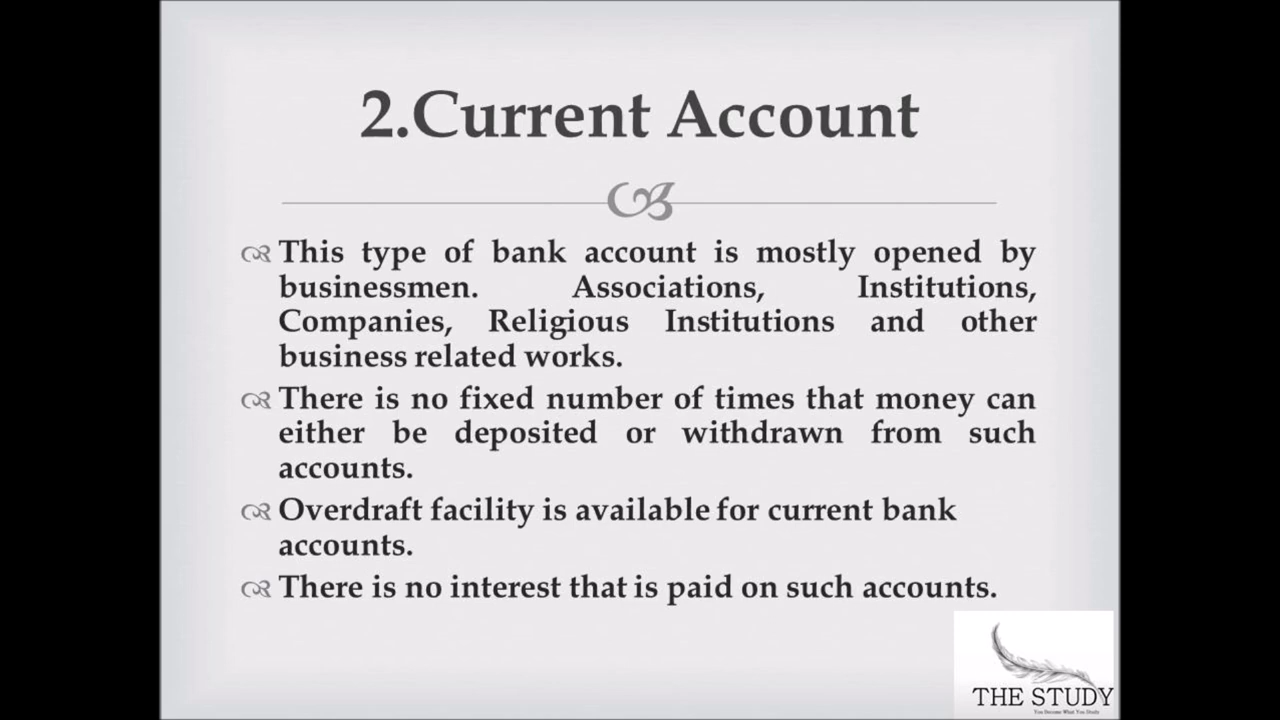 2.Current Account
This type of bank account is mostly opened by
businessmen. Associations, Institutions,
Companies, Religious Institutions and other
business related works.
There is no fixed number of times that money can
either be deposited or withdrawn from such
accounts.
Overdraft facility is available for current bank
accounts.
There is no interest that is paid on such accounts.
THE STUDY
You Become What You Study